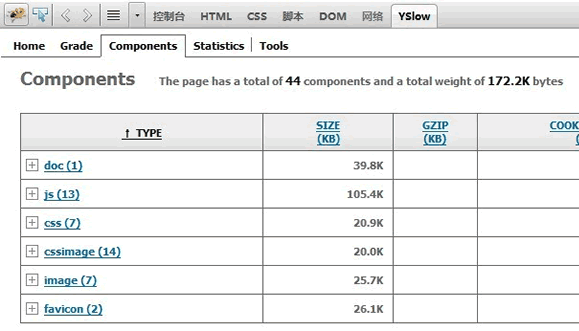 控制台 HTML CSS 脚本 DOM 网络 YSlow
Home Grade Components Statistics Tools
Components The page has a total of 44 components and a total weight of 172.2K bytes
↑ TYPE SIZE (KB) GZIP (KB) COOK
doc (1) 39.8K
js (13) 105.4K
css (7) 20.9K
cssimage (14) 20.0K
image (7) 25.7K
favicon (2) 26.1K